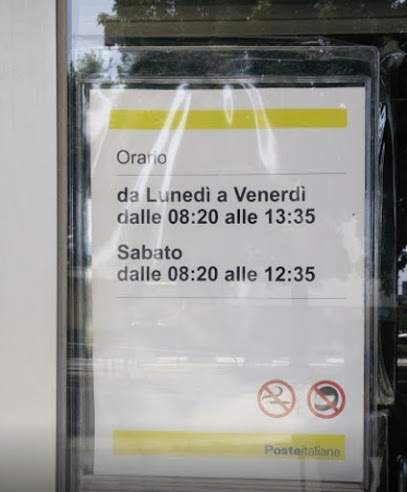 Orario
da Lunedì a Venerdì
dalle 08:20 alle 13:35
Sabato
dalle 08:20 alle 12:35
Posteitaliane